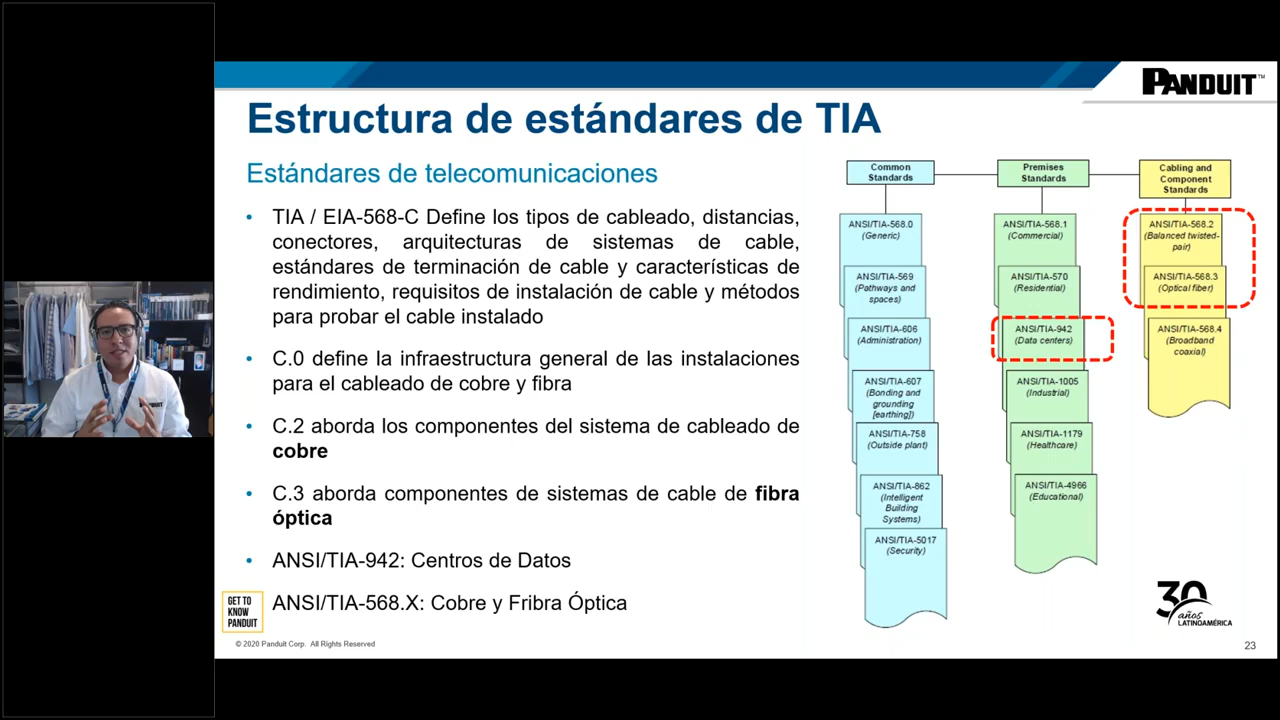 PANDUIT™
Estructura de estándares de TIA
Estándares de telecomunicaciones
• TIA / EIA-568-C Define los tipos de cableado, distancias,
conectores, arquitecturas de sistemas de cable,
estándares de terminación de cable y características de
rendimiento, requisitos de instalación de cable y métodos
para probar el cable instalado
• C.0 define la infraestructura general de las instalaciones
para el cableado de cobre y fibra
• C.2 aborda los componentes del sistema de cableado de
cobre
• C.3 aborda componentes de sistemas de cable de fibra
óptica
• ANSI/TIA-942: Centros de Datos
ANSI/TIA-568.X: Cobre y Fribra Óptica
Common
Standards
ANSI/TIA-568.0
(Generic)
ANSI/TIA-569
(Pathways and
spaces)
ANSI/TIA-606
(Administration)
ANSI/TIA-607
(Bonding and
grounding
[earthing])
ANSI/TIA-758
(Outside plant)
ANSI/TIA-862
(Intelligent
Building
Systems)
ANSI/TIA-5017
(Security)
Premises
Standards
ANSI/TIA-568.1
(Commercial)
ANSI/TIA-570
(Residential)
ANSI/TIA-942
(Data centers)
ANSI/TIA-1005
(Industrial)
ANSI/TIA-1179
(Healthcare)
ANSI/TIA-4966
(Educational)
Cabling and
Component
Standards
ANSI/TIA-568.2
(Balanced twisted-
pair)
ANSI/TIA-568.3
(Optical fiber)
ANSI/TIA-568.4
(Broadband
coaxial)
PANDUIT
GET TO
KNOW
PANDUIT
30
años
LATINOAMÉRICA
© 2020 Panduit Corp. All Rights Reserved
23